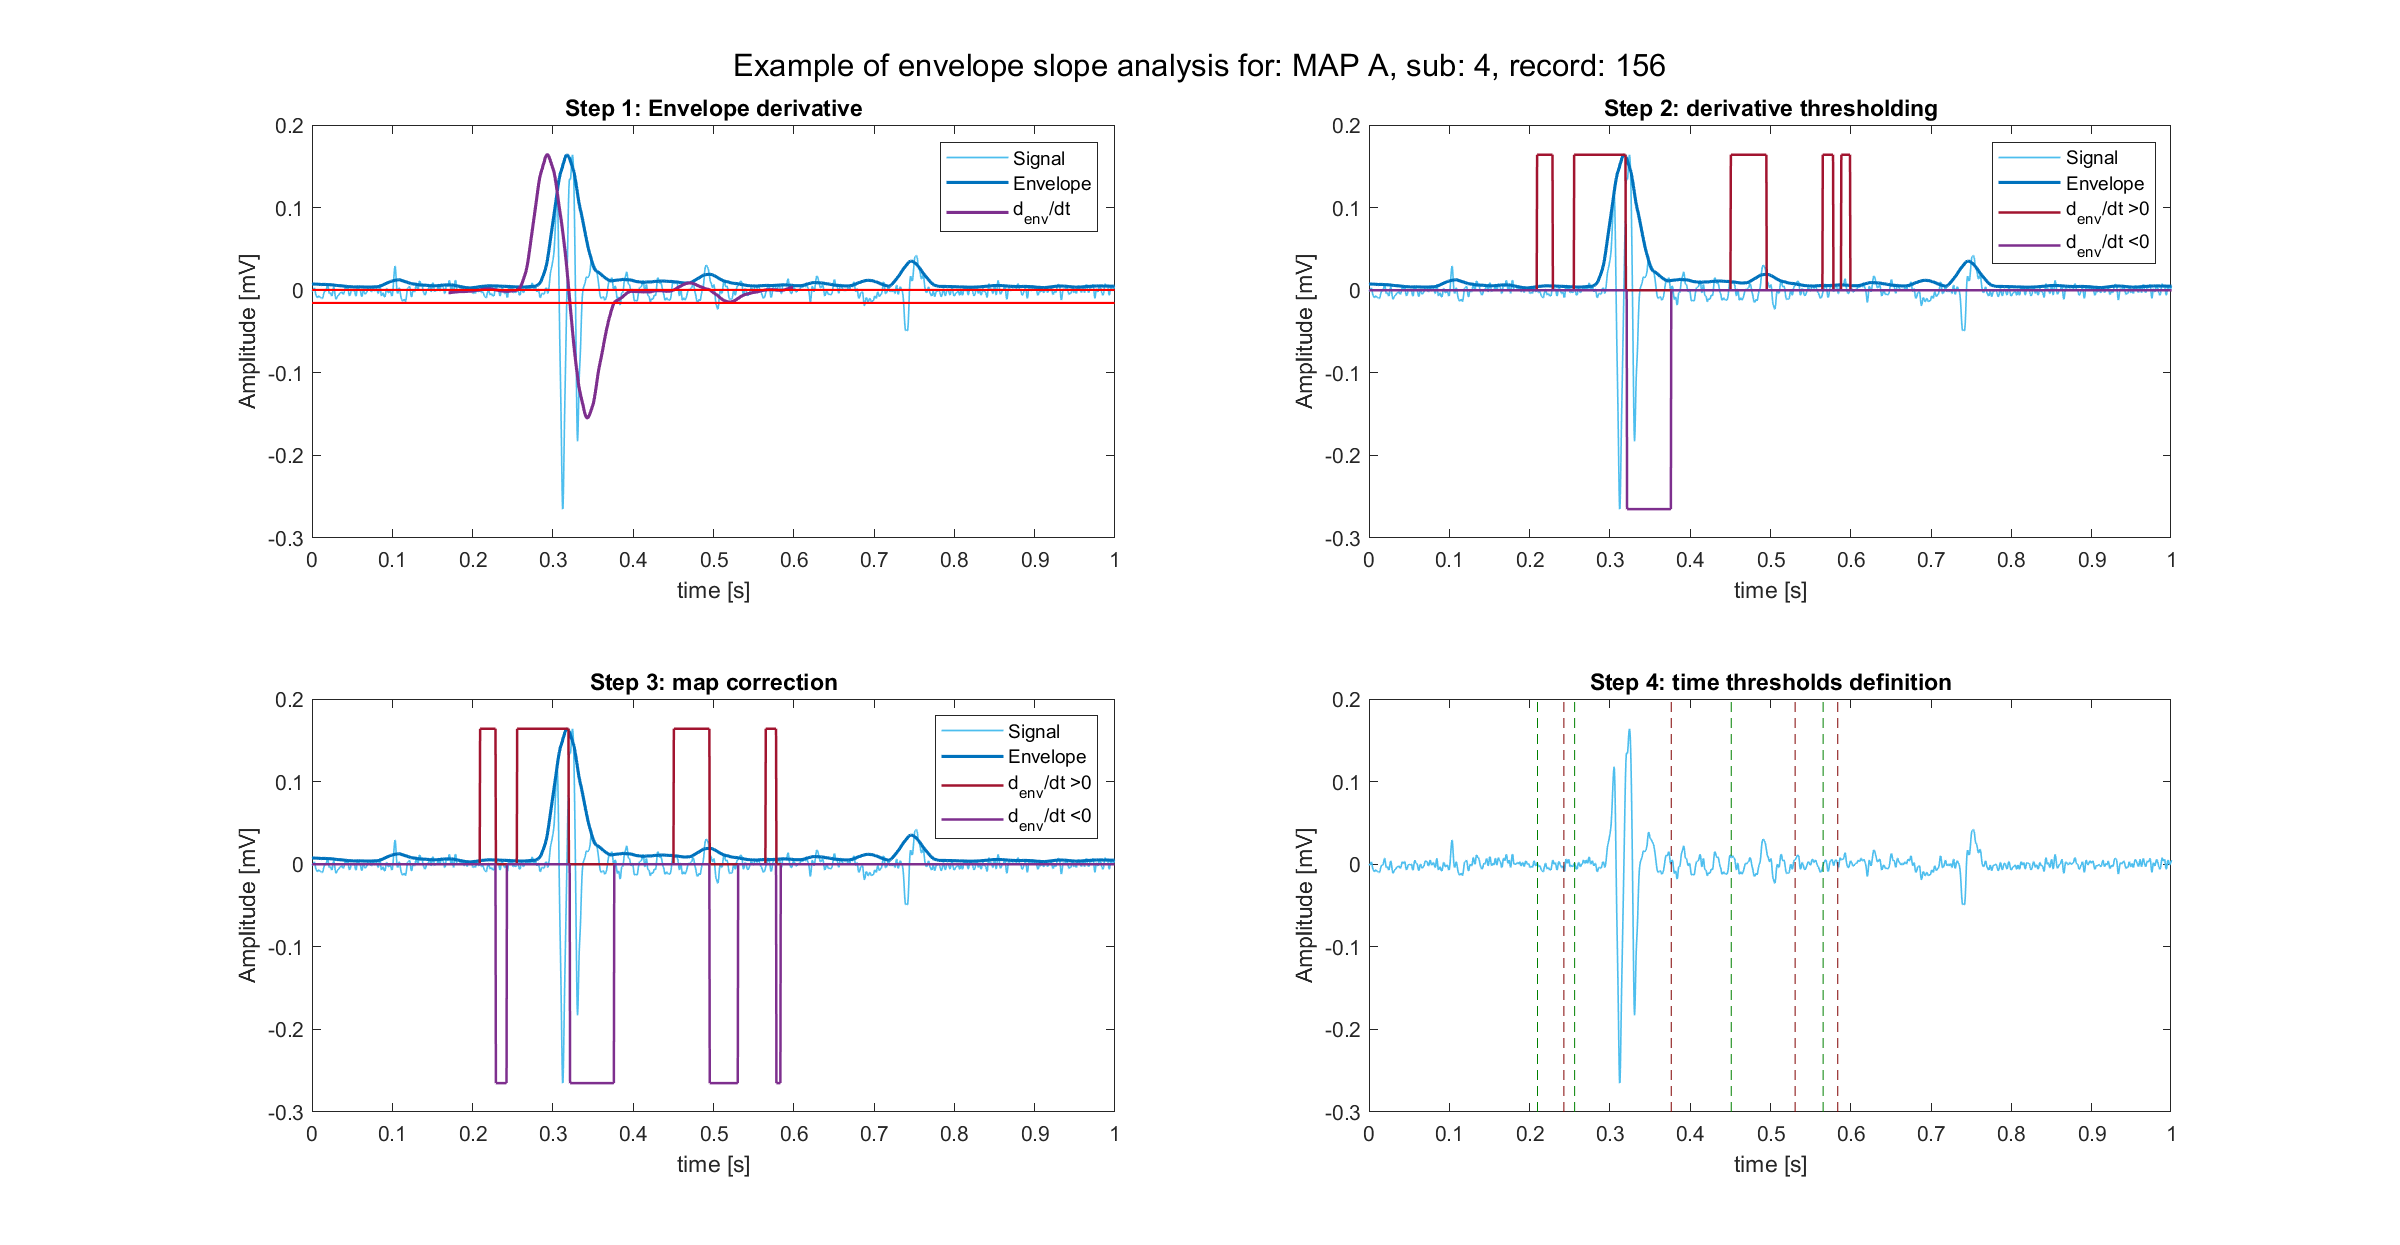 Example of envelope slope analysis for: MAP A, sub: 4, record: 156
Step 1: Envelope derivative
0.2
0.1
0
-0.1
-0.2
-0.3
Amplitude [mV]
0 0.1 0.2 0.3 0.4 0.5 0.6 0.7 0.8 0.9 1
time [s]
Signal
Envelope
d_env/dt
Step 2: derivative thresholding
0.2
0.1
0
-0.1
-0.2
-0.3
Amplitude [mV]
0 0.1 0.2 0.3 0.4 0.5 0.6 0.7 0.8 0.9 1
time [s]
Signal
Envelope
d_env/dt >0
d_env/dt <0
Step 3: map correction
0.2
0.1
0
-0.1
-0.2
-0.3
Amplitude [mV]
0 0.1 0.2 0.3 0.4 0.5 0.6 0.7 0.8 0.9 1
time [s]
Signal
Envelope
d_env/dt >0
d_env/dt <0
Step 4: time thresholds definition
0.2
0.1
0
-0.1
-0.2
-0.3
Amplitude [mV]
0 0.1 0.2 0.3 0.4 0.5 0.6 0.7 0.8 0.9 1
time [s]